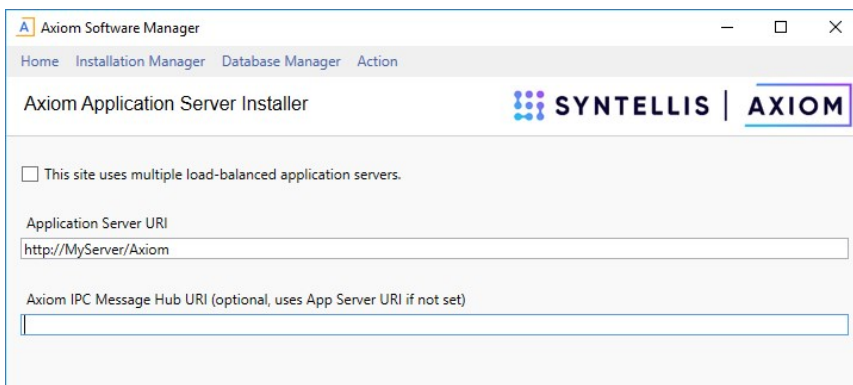 A Axiom Software Manager
Home Installation Manager Database Manager Action
Axiom Application Server Installer
SYNTELLIS | AXIOM
This site uses multiple load-balanced application servers.
Application Server URI
http://MyServer/Axiom
Axiom IPC Message Hub URI (optional, uses App Server URI if not set)